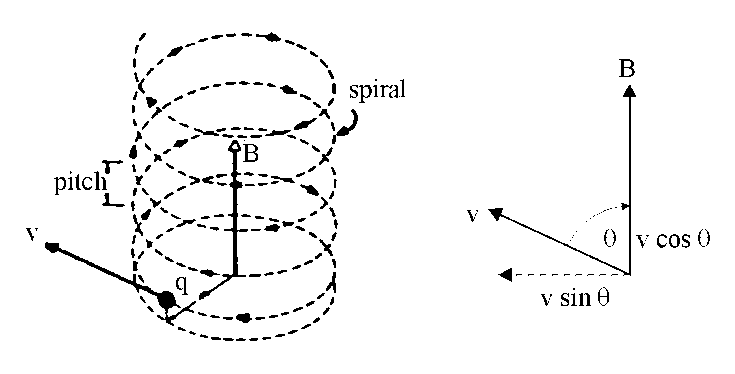 spiral
B
pitch
v
q
B
v
θ
v cos θ
v sin θ